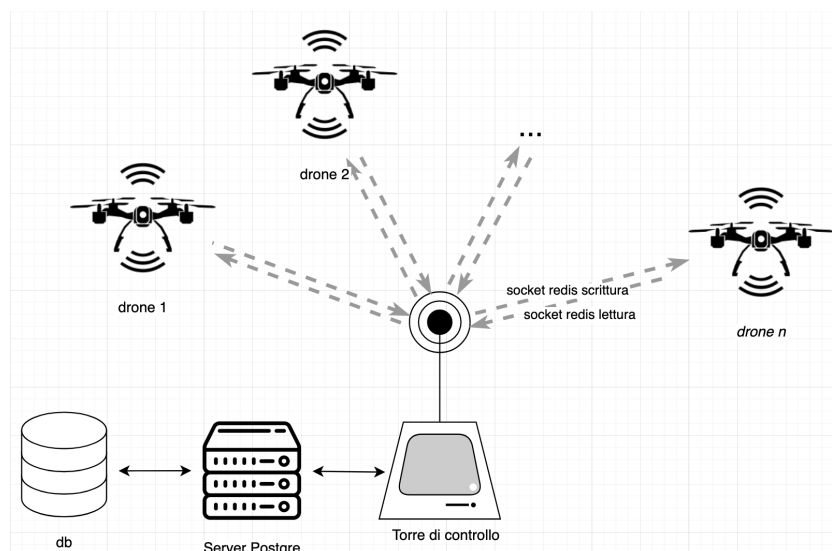 ...
drone 2
drone 1
socket redis scrittura
socket redis lettura
drone n
db
Server Postgre
Torre di controllo